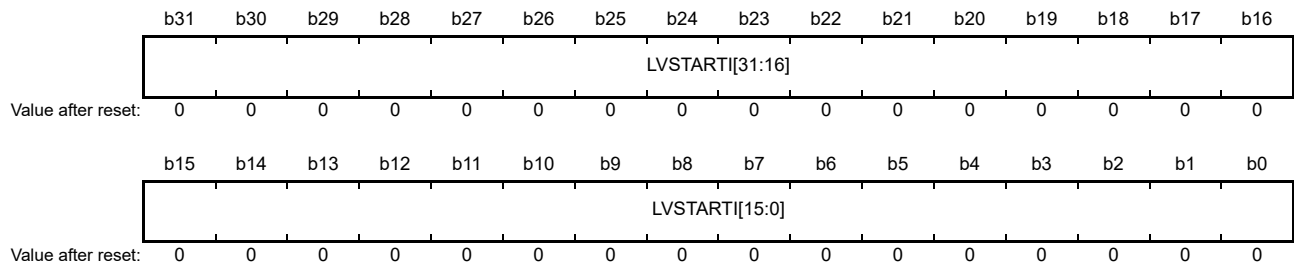 b31 b30 b29 b28 b27 b26 b25 b24 b23 b22 b21 b20 b19 b18 b17 b16
LVSTARTI[31:16]
Value after reset: 0 0 0 0 0 0 0 0 0 0 0 0 0 0 0 0
b15 b14 b13 b12 b11 b10 b9 b8 b7 b6 b5 b4 b3 b2 b1 b0
LVSTARTI[15:0]
Value after reset: 0 0 0 0 0 0 0 0 0 0 0 0 0 0 0 0